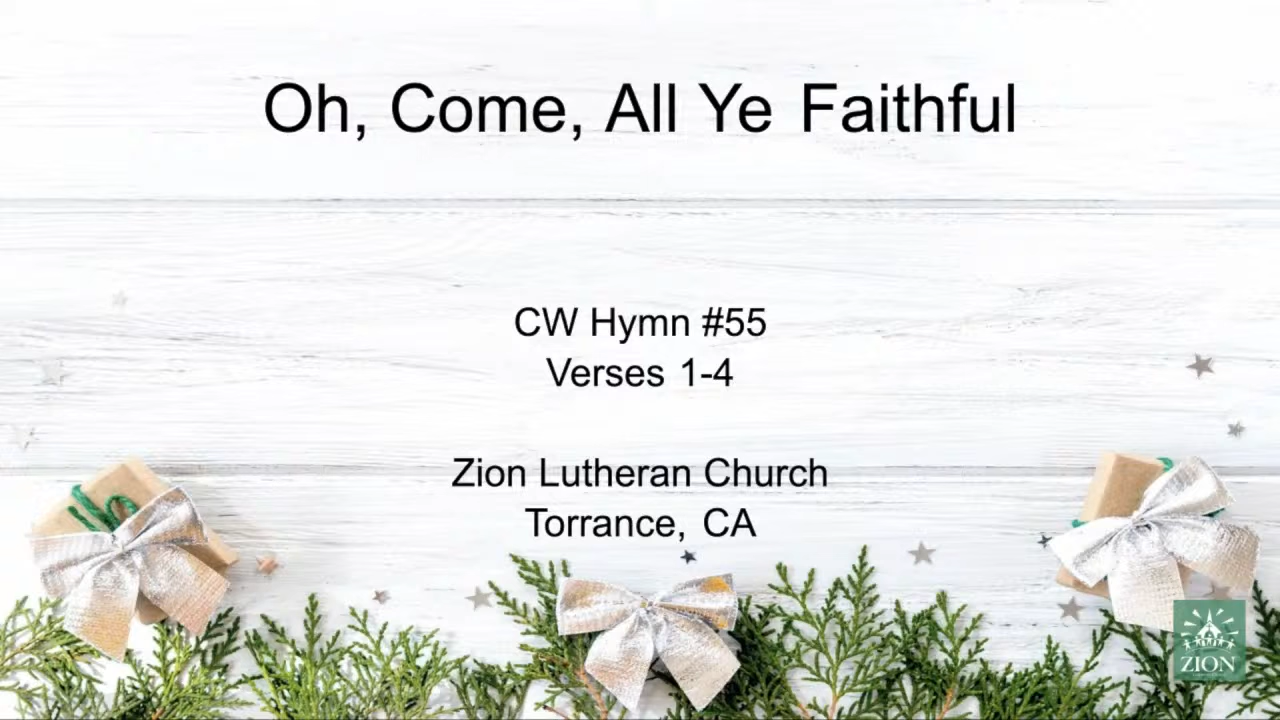 Oh, Come, All Ye Faithful
CW Hymn #55
Verses 1-4
Zion Lutheran Church
Torrance, CA
ZION